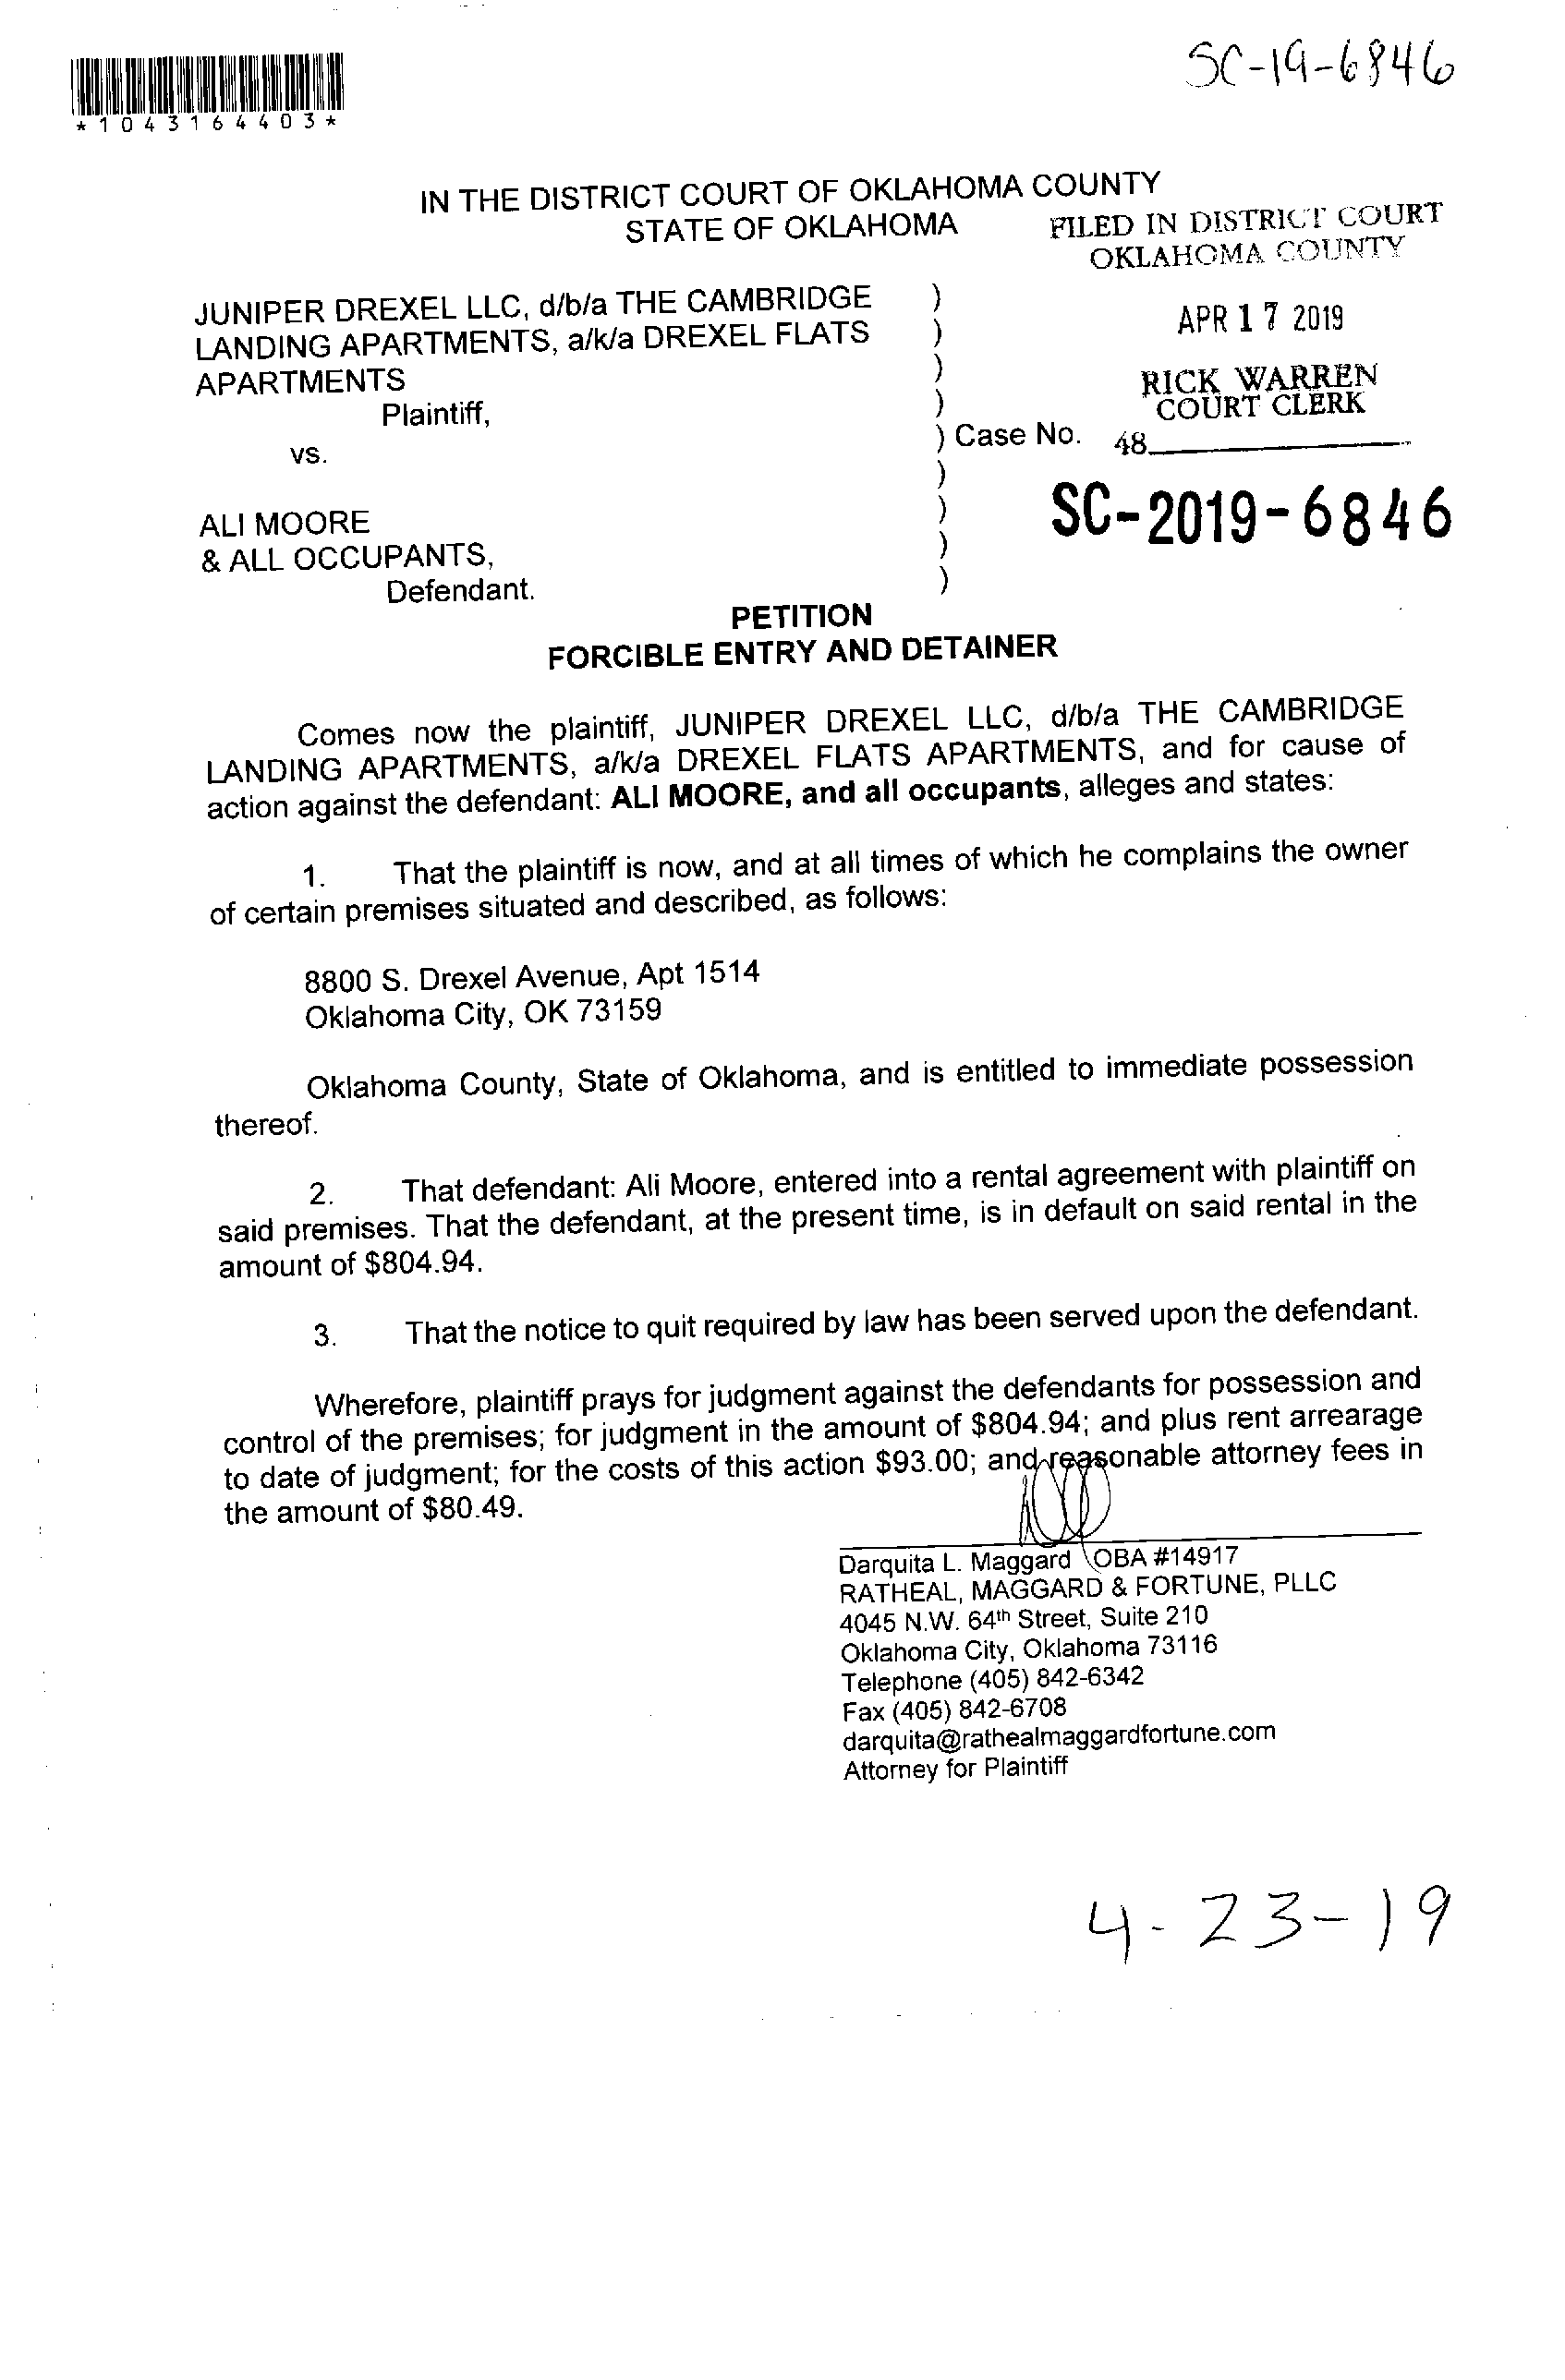 SC-19-6846
*1043164403*
IN THE DISTRICT COURT OF OKLAHOMA COUNTY
STATE OF OKLAHOMA
FILED IN DISTRICT COURT
OKLAHOMA COUNTY
JUNIPER DREXEL LLC, d/b/a THE CAMBRIDGE )
LANDING APARTMENTS, a/k/a DREXEL FLATS )
APARTMENTS )
Plaintiff, )
APR 17 2019
RICK WARREN
COURT CLERK
vs. ) Case No. 48
)
SC-2019-6846
ALI MOORE )
& ALL OCCUPANTS, )
Defendant. )
PETITION
FORCIBLE ENTRY AND DETAINER
Comes now the plaintiff, JUNIPER DREXEL LLC, d/b/a THE CAMBRIDGE
LANDING APARTMENTS, a/k/a DREXEL FLATS APARTMENTS, and for cause of
action against the defendant: ALI MOORE, and all occupants, alleges and states:
1. That the plaintiff is now, and at all times of which he complains the owner
of certain premises situated and described, as follows:
8800 S. Drexel Avenue, Apt 1514
Oklahoma City, OK 73159
Oklahoma County, State of Oklahoma, and is entitled to immediate possession
thereof.
2. That defendant: Ali Moore, entered into a rental agreement with plaintiff on
said premises. That the defendant, at the present time, is in default on said rental in the
amount of $804.94.
3. That the notice to quit required by law has been served upon the defendant.
Wherefore, plaintiff prays for judgment against the defendants for possession and
control of the premises; for judgment in the amount of $804.94; and plus rent arrearage
to date of judgment; for the costs of this action $93.00; and reasonable attorney fees in
the amount of $80.49.
Darquita L. Maggard OBA #14917
RATHEAL, MAGGARD & FORTUNE, PLLC
4045 N.W. 64th Street, Suite 210
Oklahoma City, Oklahoma 73116
Telephone (405) 842-6342
Fax (405) 842-6708
darquita@rathealmaggardfortune.com
Attorney for Plaintiff
4-23-19